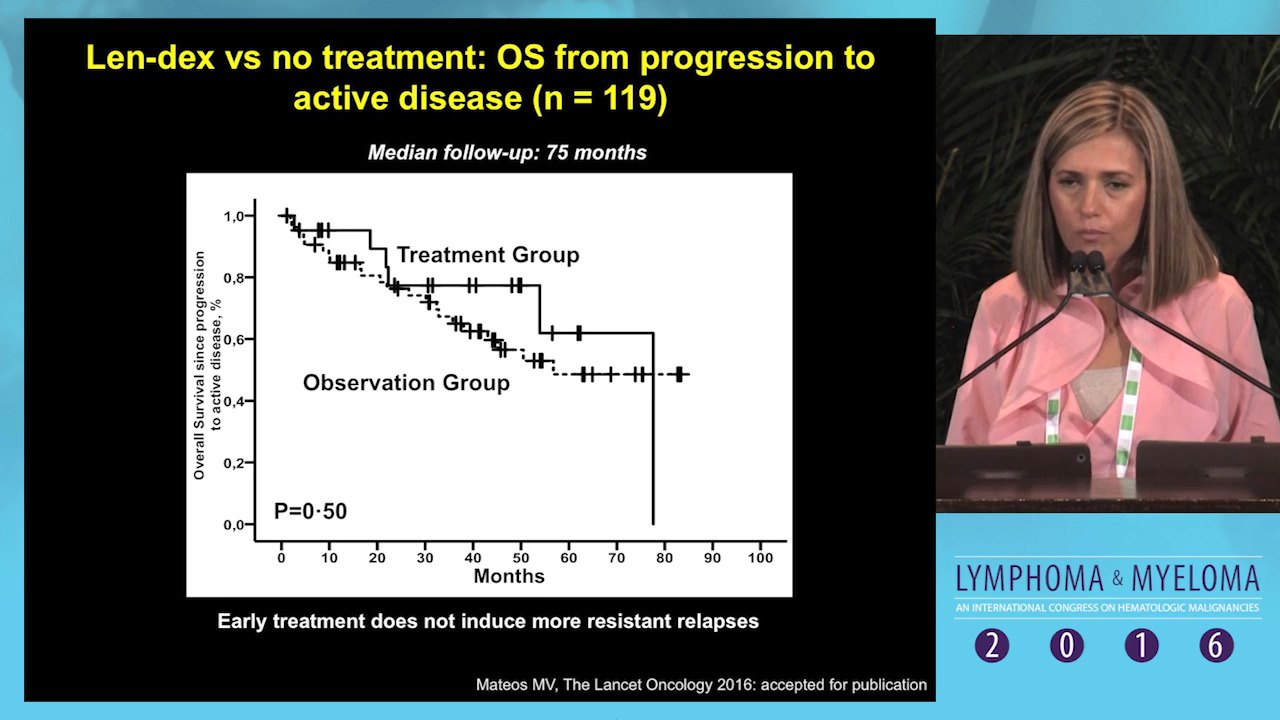 Len-dex vs no treatment: OS from progression to
active disease (n = 119)
Median follow-up: 75 months
Overall Survival since progression
to active disease, %
1,0
0,8
0,6
0,4
0,2
0,0
Treatment Group
Observation Group
P=0·50
0 10 20 30 40 50 60 70 80 90 100
Months
Early treatment does not induce more resistant relapses
Mateos MV, The Lancet Oncology 2016: accepted for publication
LYMPHOMA & MYELOMA
AN INTERNATIONAL CONGRESS ON HEMATOLOGIC MALIGNANCIES
2 0 1 6